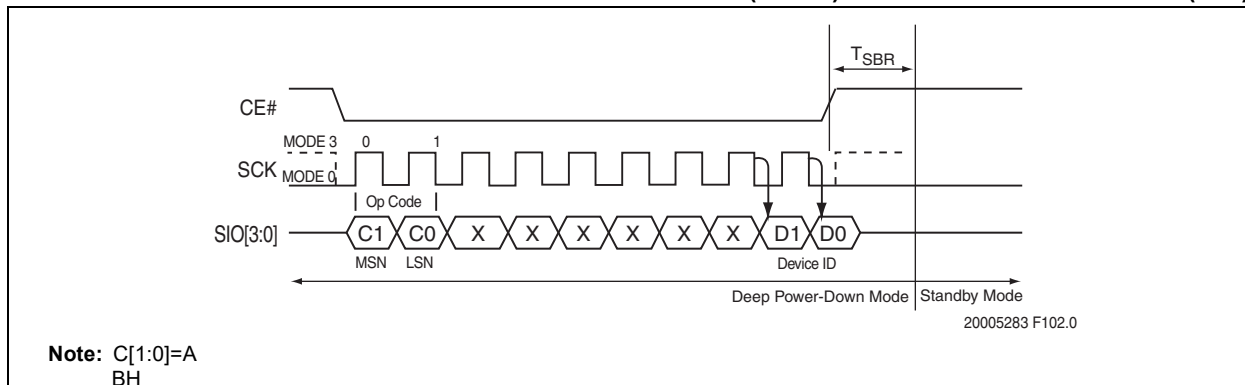 T_SBR
CE#
MODE 3 0 1
SCK MODE 0
Op Code
SIO[3:0] C1 C0 X X X X X X D1 D0
MSN LSN Device ID
Deep Power-Down Mode Standby Mode
20005283 F102.0
Note: C[1:0]=A
BH